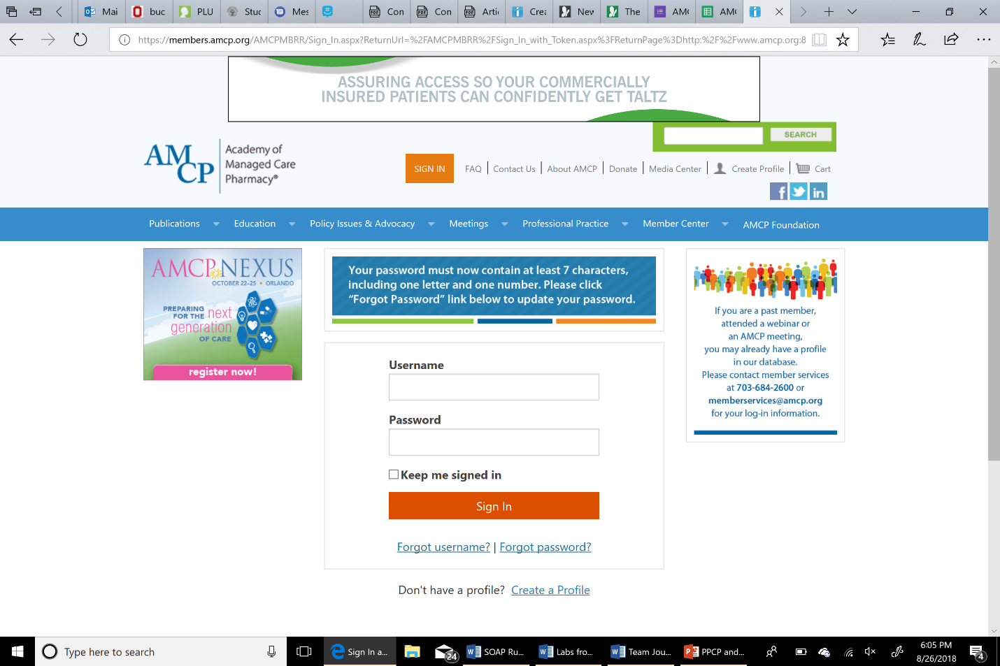 Mai
buc
PLU
Stuc
Mes
Con
Con
Arti
Crea
New
The
AMC
AMC
https://members.amcp.org/AMCPMBRR/Sign_In.aspx?ReturnUrl=%2FAMCPMBRR%2FSign_In_with_Token.aspx%3FReturnPage%3Dhttp:%2F%2Fwww.amcp.org:8
ASSURING ACCESS SO YOUR COMMERCIALLY
INSURED PATIENTS CAN CONFIDENTLY GET TALTZ
SEARCH
AMCP
Academy of
Managed Care
Pharmacy®
SIGN IN
FAQ
Contact Us
About AMCP
Donate
Media Center
Create Profile
Cart
Publications
Education
Policy Issues & Advocacy
Meetings
Professional Practice
Member Center
AMCP Foundation
AMCP NEXUS
OCTOBER 22–25 • ORLANDO
PREPARING
FOR THE next
generation
OF CARE
register now!
Your password must now contain at least 7 characters,
including one letter and one number. Please click
“Forgot Password” link below to update your password.
If you are a past member,
attended a webinar or
an AMCP meeting,
you may already have a profile
in our database.
Please contact member services
at 703-684-2600 or
memberservices@amcp.org
for your log-in information.
Username
Password
Keep me signed in
Sign In
Forgot username? | Forgot password?
Don't have a profile? Create a Profile
Type here to search
Sign In a...
24
SOAP Ru...
Labs fro...
Team Jou...
PPCP and...
6:05 PM
8/26/2018
4